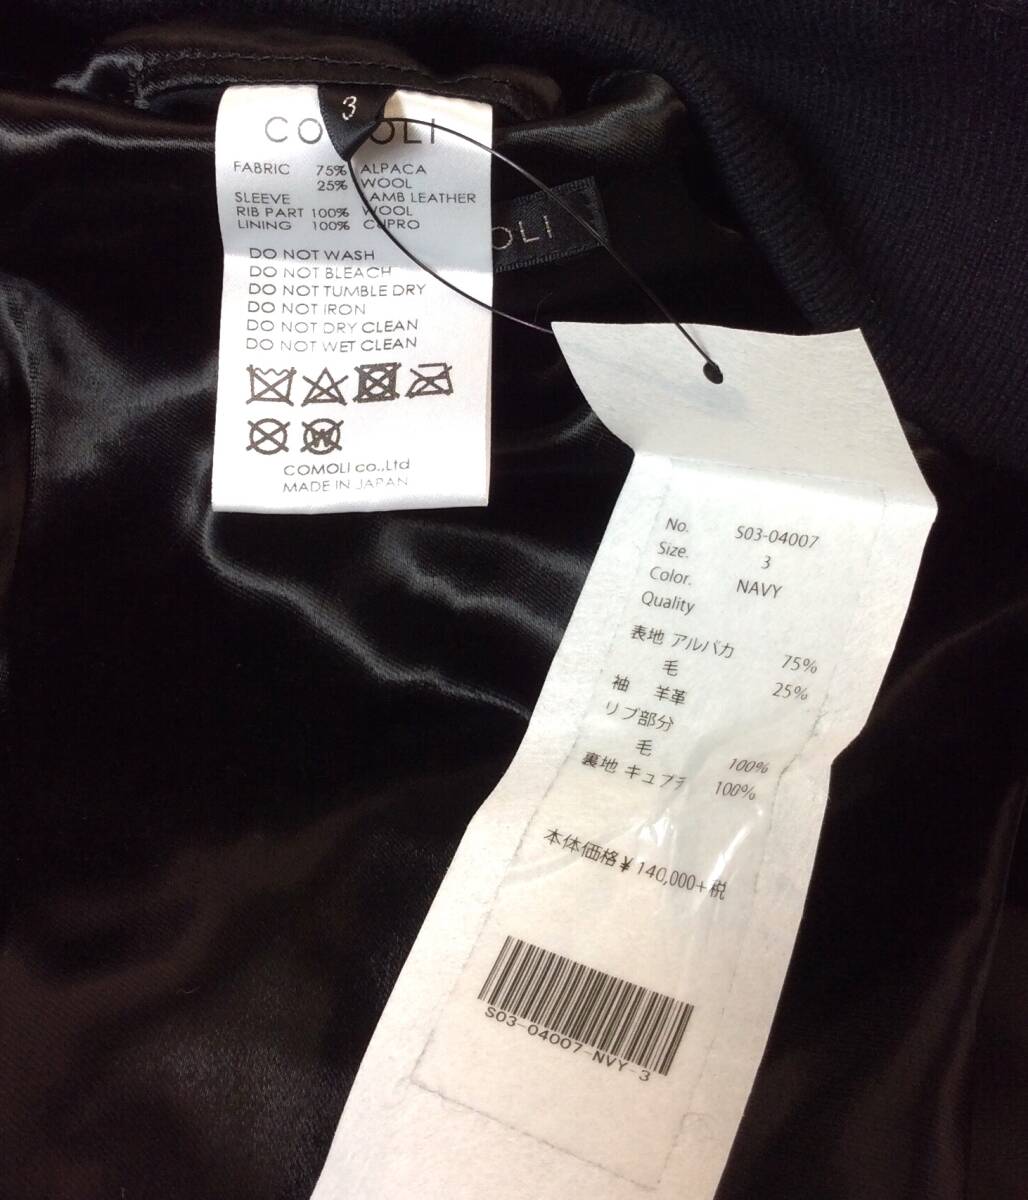 3
COMOLI
FABRIC 75% ALPACA
25% WOOL
SLEEVE LAMB LEATHER
RIB PART 100% WOOL
LINING 100% CUPRO
DO NOT WASH
DO NOT BLEACH
DO NOT TUMBLE DRY
DO NOT IRON
DO NOT DRY CLEAN
DO NOT WET CLEAN
W
COMOLI co.,Ltd
MADE IN JAPAN
OLI
No. S03-04007
Size. 3
Color. NAVY
Quality
表地 アルパカ 75%
毛 25%
袖 羊革
リブ部分
毛 100%
裏地 キュプラ 100%
本体価格¥140,000+税
S03-04007-NVY-3